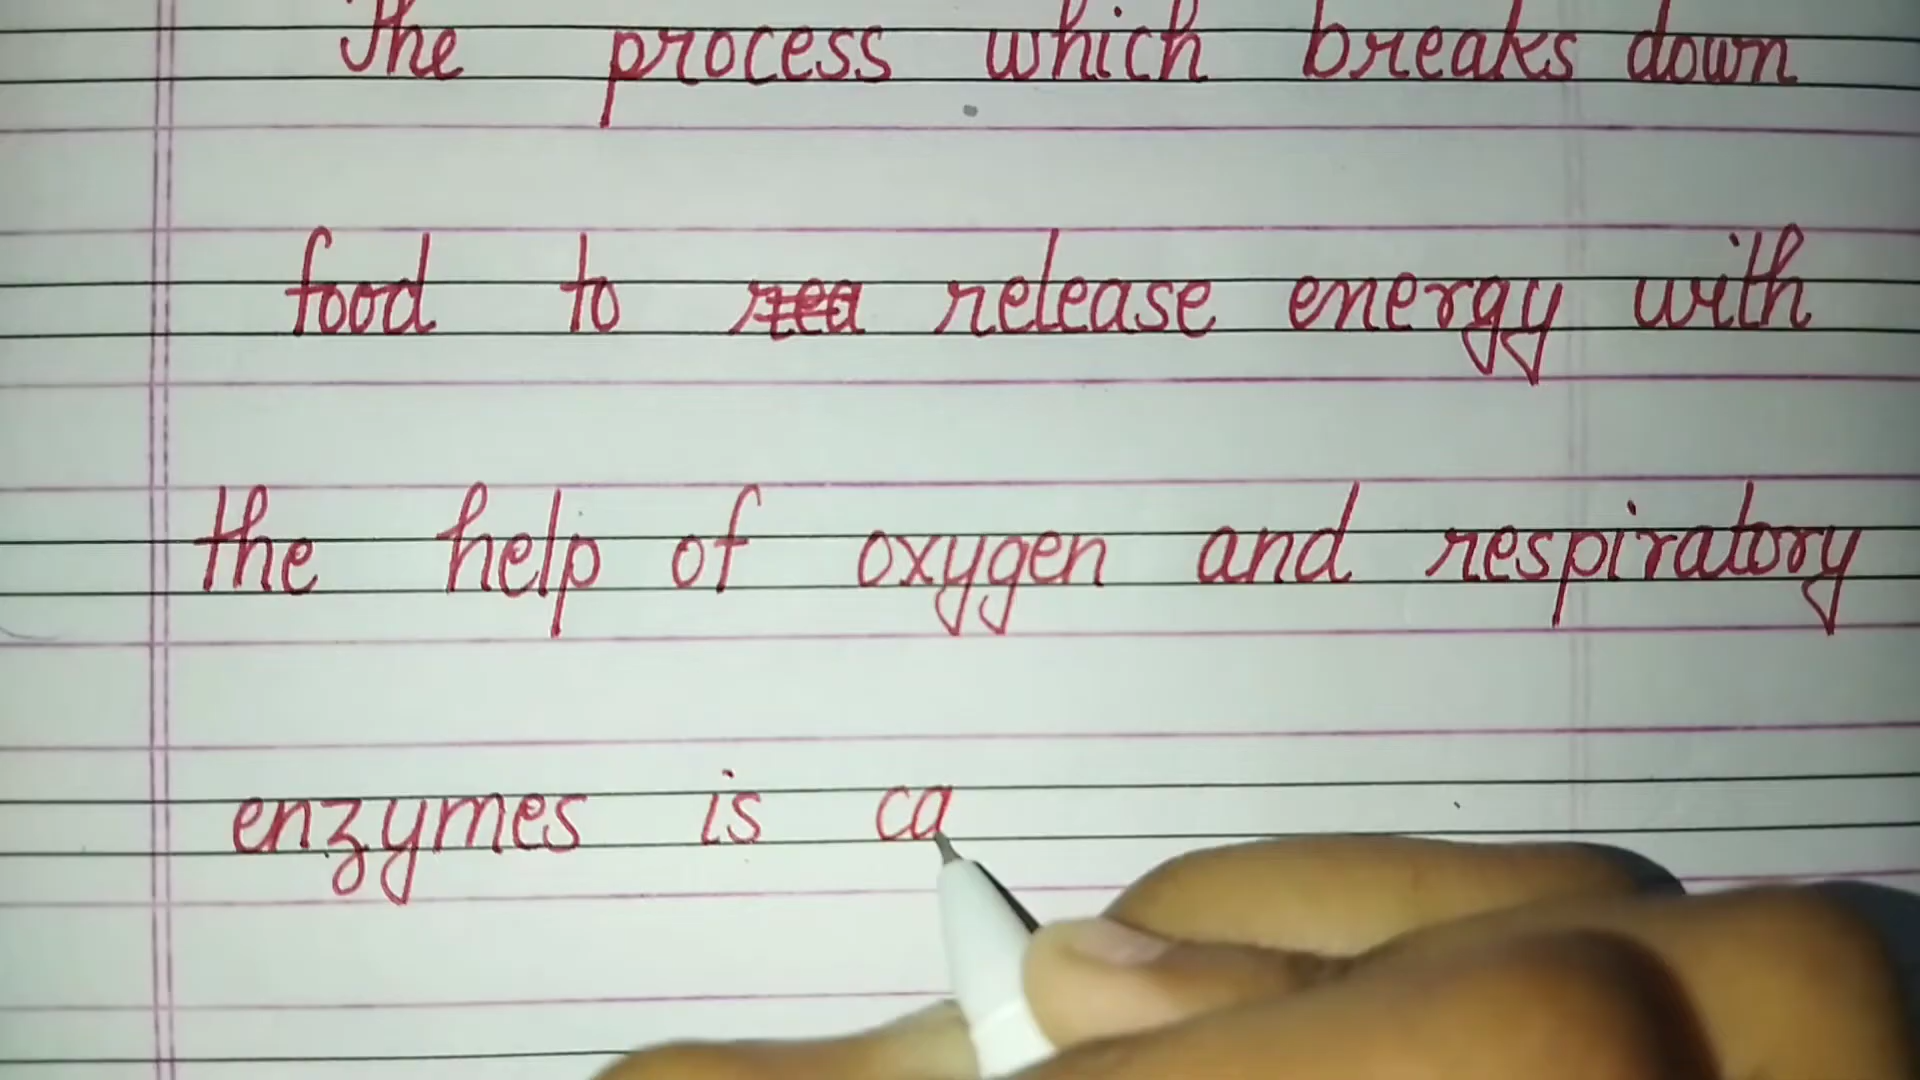 The process which breaks down
food to release energy with
the help of oxygen and respiratory
enzymes is ca